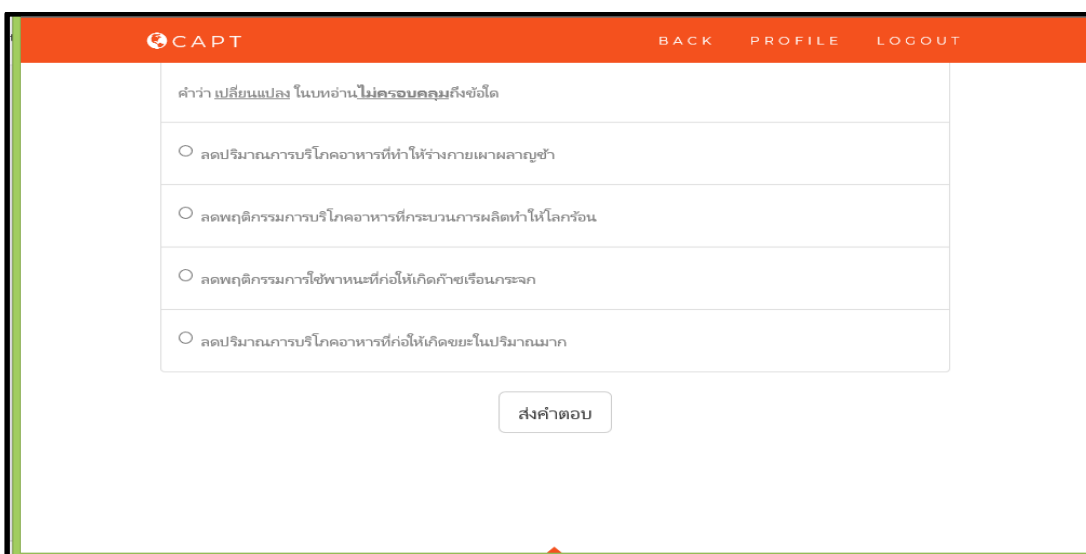 CAPT BACK PROFILE LOGOUT
คำว่า เปลี่ยนแปลง ในบทอ่านไม่ครอบคลุมถึงข้อใด
ลดปริมาณการบริโภคอาหารที่ทำให้ร่างกายเผาผลาญช้า
ลดพฤติกรรมการบริโภคอาหารที่กระบวนการผลิตทำให้โลกร้อน
ลดพฤติกรรมการใช้พาหนะที่ก่อให้เกิดก๊าซเรือนกระจก
ลดปริมาณการบริโภคอาหารที่ก่อให้เกิดขยะในปริมาณมาก
ส่งคำตอบ